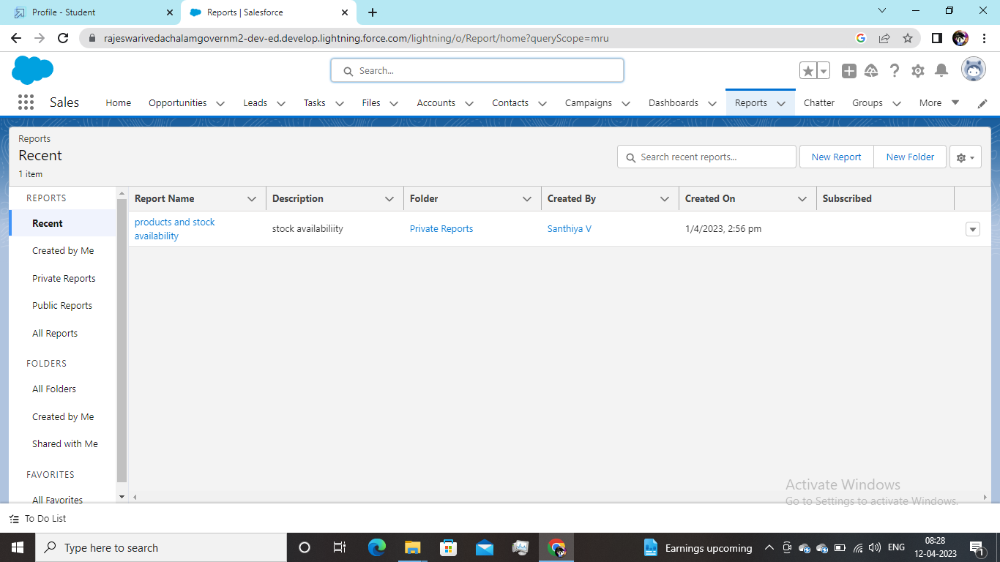 Profile - Student
Reports | Salesforce
rajeswarivedachalamgovernm2-dev-ed.develop.lightning.force.com/lightning/o/Report/home?queryScope=mru
Search...
Sales
Home
Opportunities
Leads
Tasks
Files
Accounts
Contacts
Campaigns
Dashboards
Reports
Chatter
Groups
More
Reports
Recent
1 item
Search recent reports...
New Report
New Folder
REPORTS
Recent
Created by Me
Private Reports
Public Reports
All Reports
FOLDERS
All Folders
Created by Me
Shared with Me
FAVORITES
All Favorites
Report Name
Description
Folder
Created By
Created On
Subscribed
products and stock
availability
stock availabiliity
Private Reports
Santhiya V
1/4/2023, 2:56 pm
Activate Windows
Go to Settings to activate Windows.
To Do List
Type here to search
Earnings upcoming
ENG
08:28
12-04-2023
1